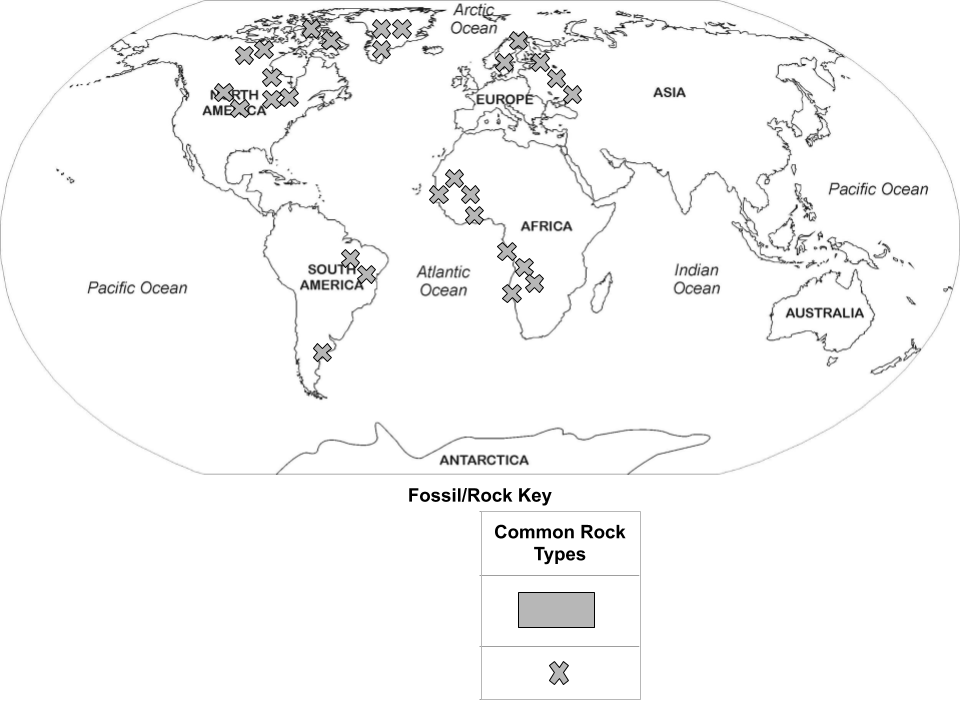 Arctic
Ocean
NORTH
AMERICA
EUROPE
ASIA
Pacific Ocean
AFRICA
SOUTH
AMERICA
Atlantic
Ocean
Indian
Ocean
Pacific Ocean
AUSTRALIA
ANTARCTICA
Fossil/Rock Key
Common Rock
Types